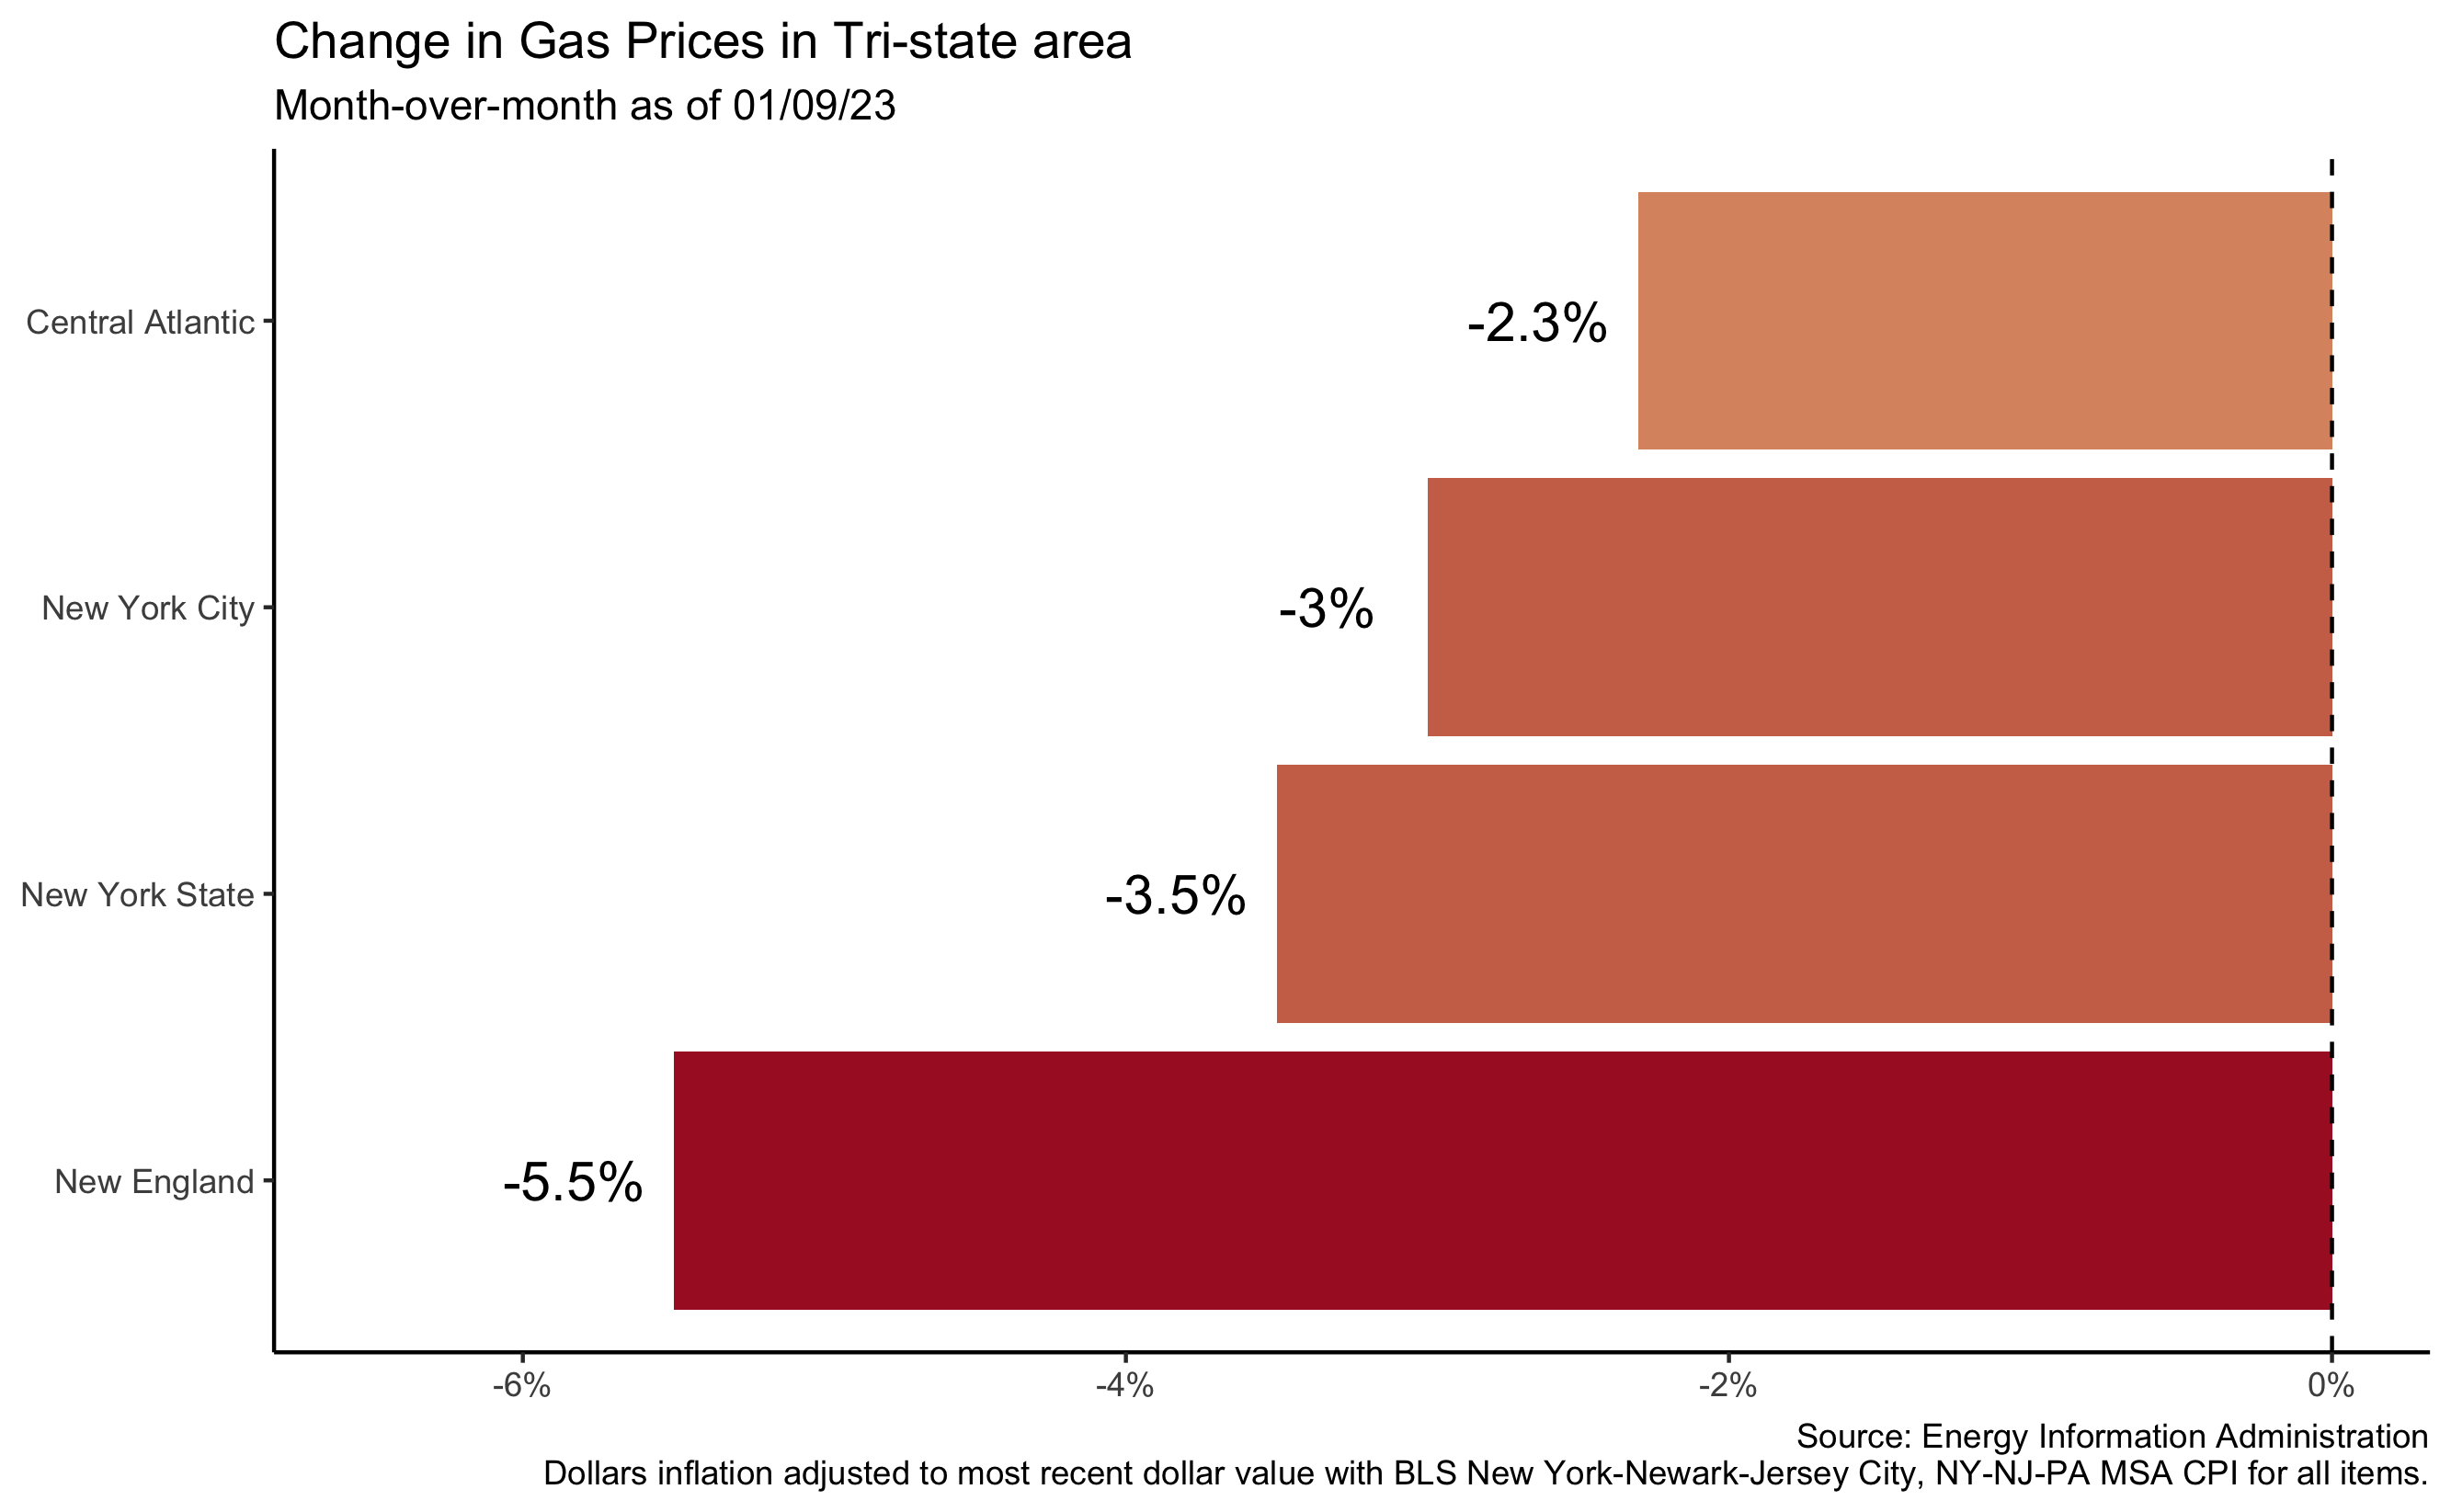 Change in Gas Prices in Tri-state area
Month-over-month as of 01/09/23
Central Atlantic
-2.3%
New York City
-3%
New York State
-3.5%
New England
-5.5%
-6%
-4%
-2%
0%
Source: Energy Information Administration
Dollars inflation adjusted to most recent dollar value with BLS New York-Newark-Jersey City, NY-NJ-PA MSA CPI for all items.